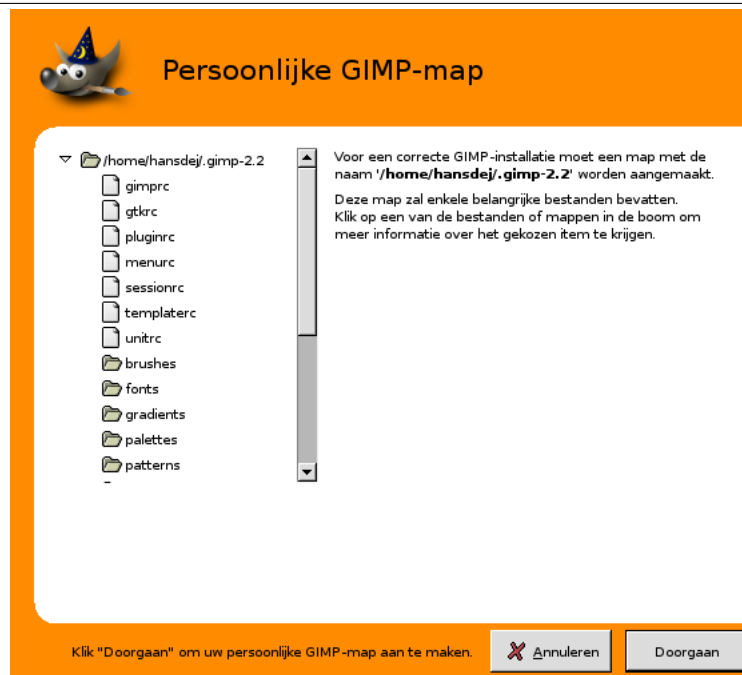 Persoonlijke GIMP-map
/home/hansdej/.gimp-2.2
gimprc
gtkrc
pluginrc
menurc
sessionrc
templaterc
unitrc
brushes
fonts
gradients
palettes
patterns
Voor een correcte GIMP-installatie moet een map met de
naam '/home/hansdej/.gimp-2.2' worden aangemaakt.
Deze map zal enkele belangrijke bestanden bevatten.
Klik op een van de bestanden of mappen in de boom om
meer informatie over het gekozen item te krijgen.
Klik "Doorgaan" om uw persoonlijke GIMP-map aan te maken.
Annuleren
Doorgaan